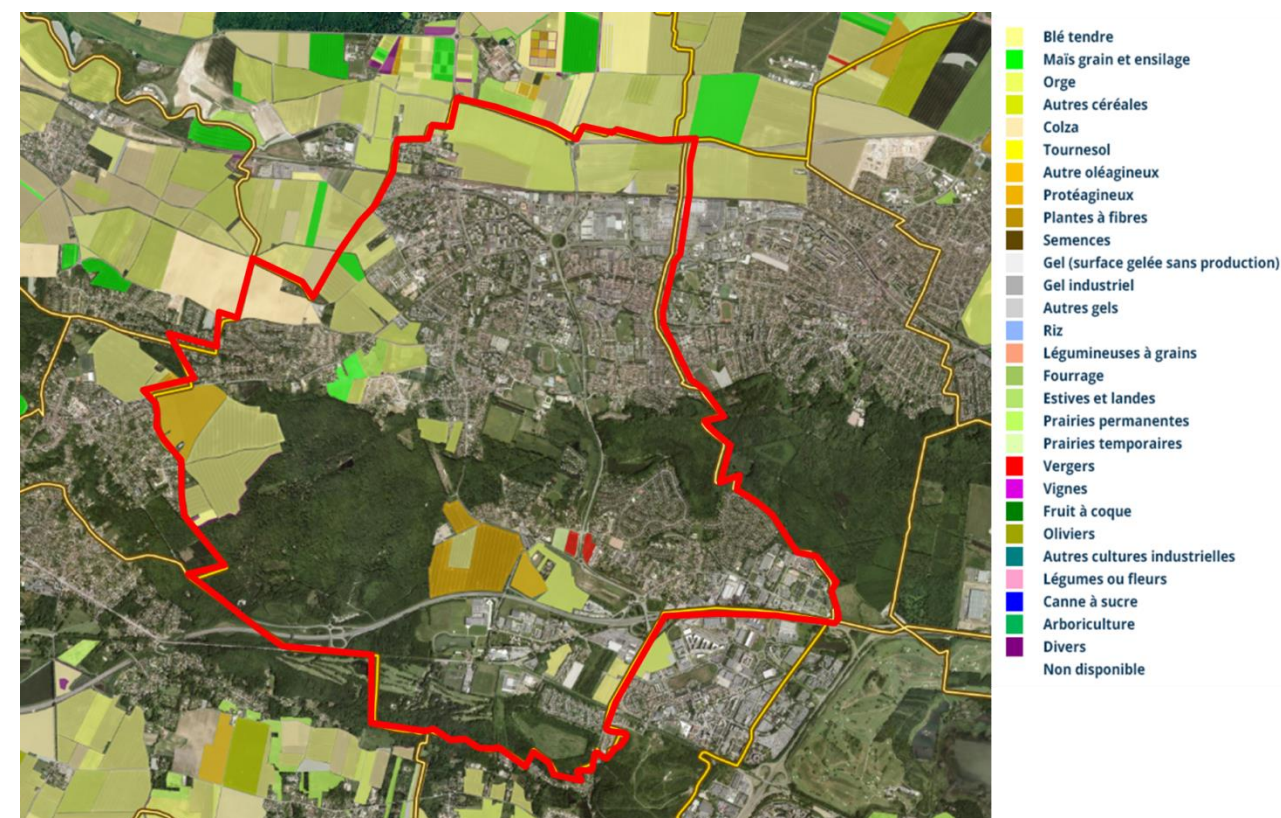 Blé tendre
Maïs grain et ensilage
Orge
Autres céréales
Colza
Tournesol
Autre oléagineux
Protéagineux
Plantes à fibres
Semences
Gel (surface gelée sans production)
Gel industriel
Autres gels
Riz
Légumineuses à grains
Fourrage
Estives et landes
Prairies permanentes
Prairies temporaires
Vergers
Vignes
Fruit à coque
Oliviers
Autres cultures industrielles
Légumes ou fleurs
Canne à sucre
Arboriculture
Divers
Non disponible